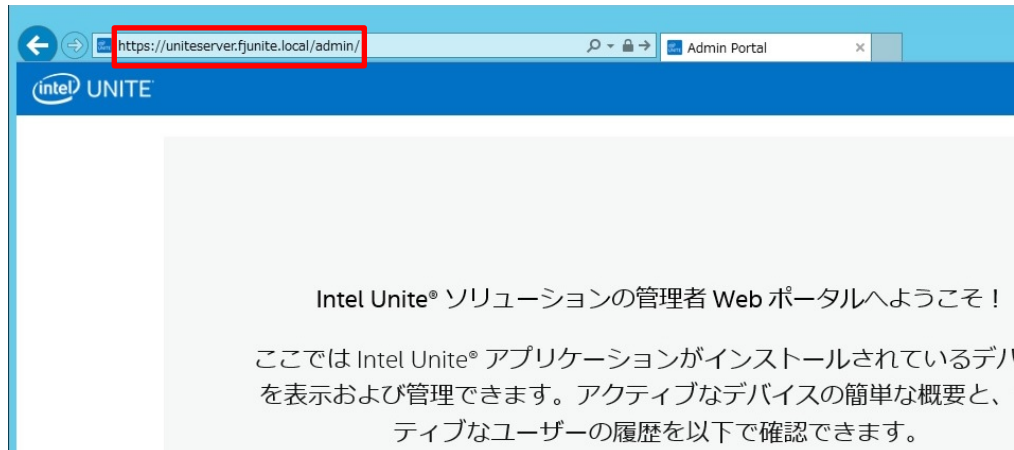 https://uniteserver.fjunite.local/admin/
Admin Portal
intel UNITE
Intel Unite® ソリューションの管理者 Web ポータルへようこそ！
ここでは Intel Unite® アプリケーションがインストールされているデバ
を表示および管理できます。アクティブなデバイスの簡単な概要と、
ティブなユーザーの履歴を以下で確認できます。